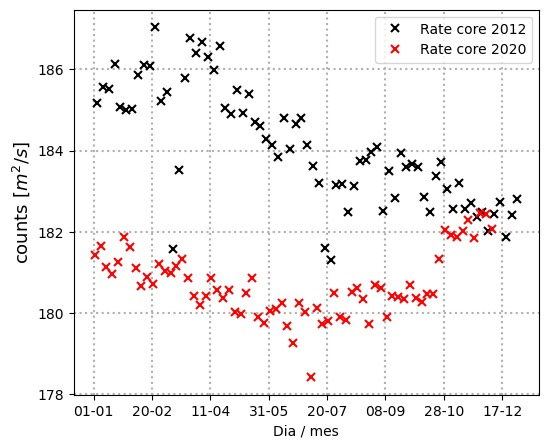 Rate core 2012
Rate core 2020
counts [m²/s]
186
184
182
180
178
01-01 20-02 11-04 31-05 20-07 08-09 28-10 17-12
Dia / mes